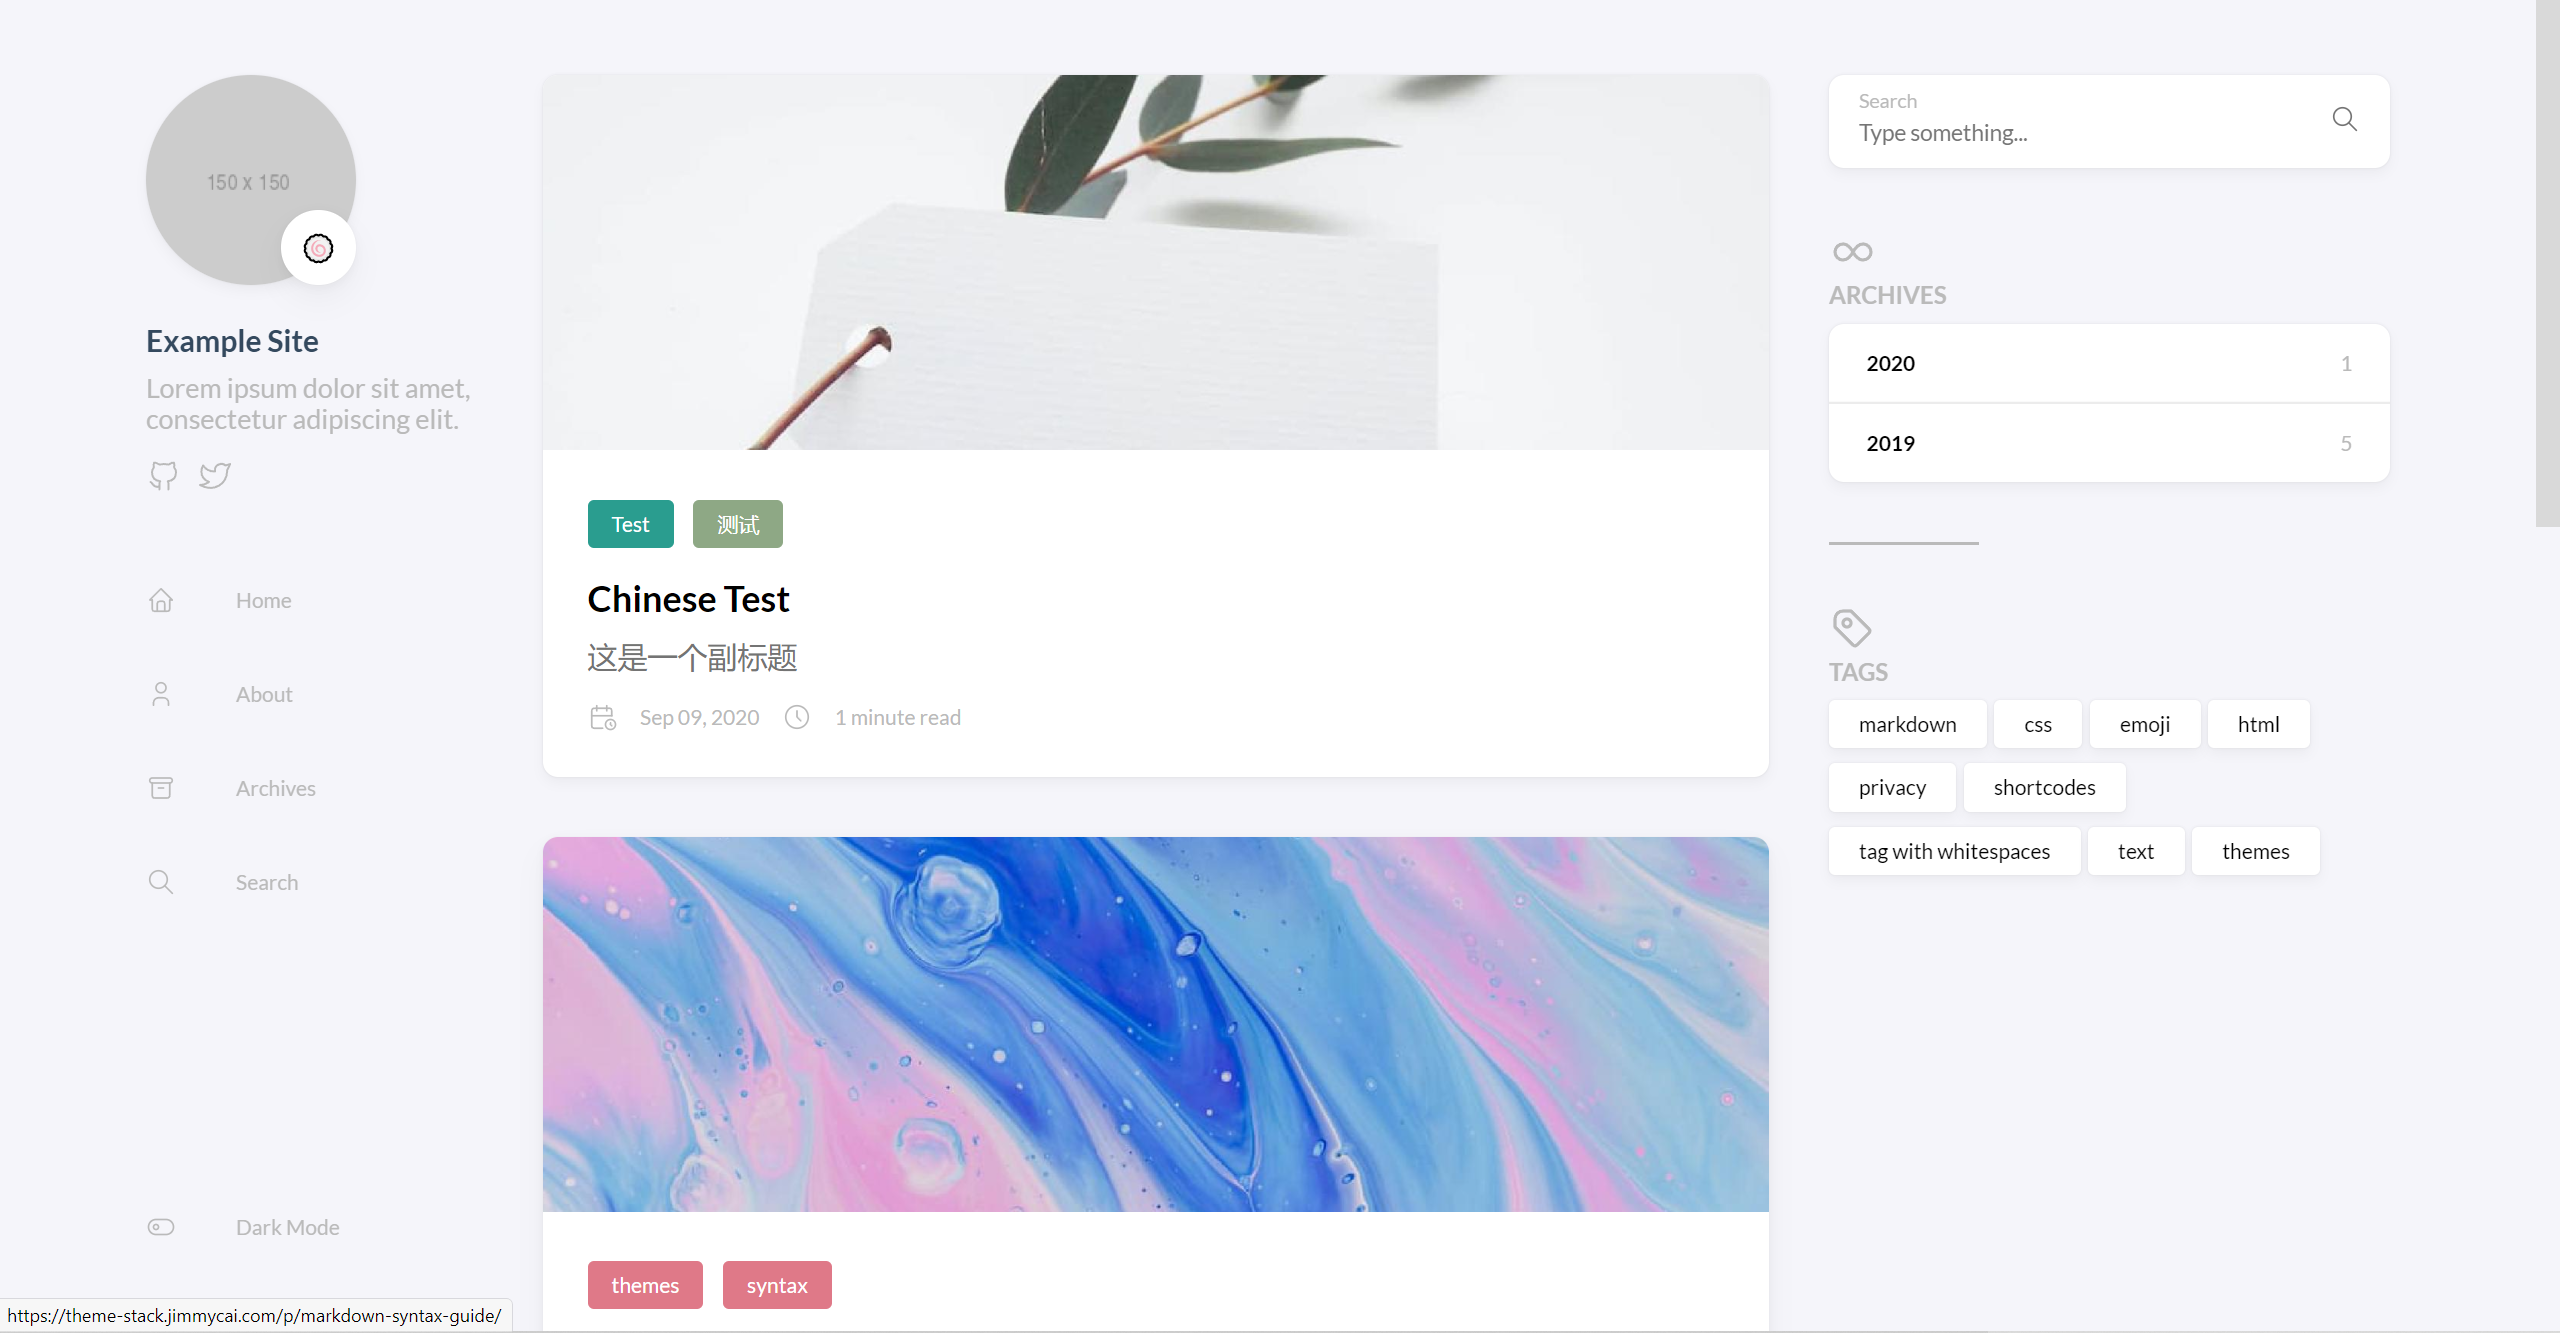 150 x 150
Example Site
Lorem ipsum dolor sit amet,
consectetur adipiscing elit.
Home
About
Archives
Search
Dark Mode
Test
测试
Chinese Test
这是一个副标题
Sep 09, 2020
1 minute read
themes
syntax
Search
Type something...
ARCHIVES
2020 1
2019 5
TAGS
markdown css emoji html
privacy shortcodes
tag with whitespaces text themes
https://theme-stack.jimmycai.com/p/markdown-syntax-guide/